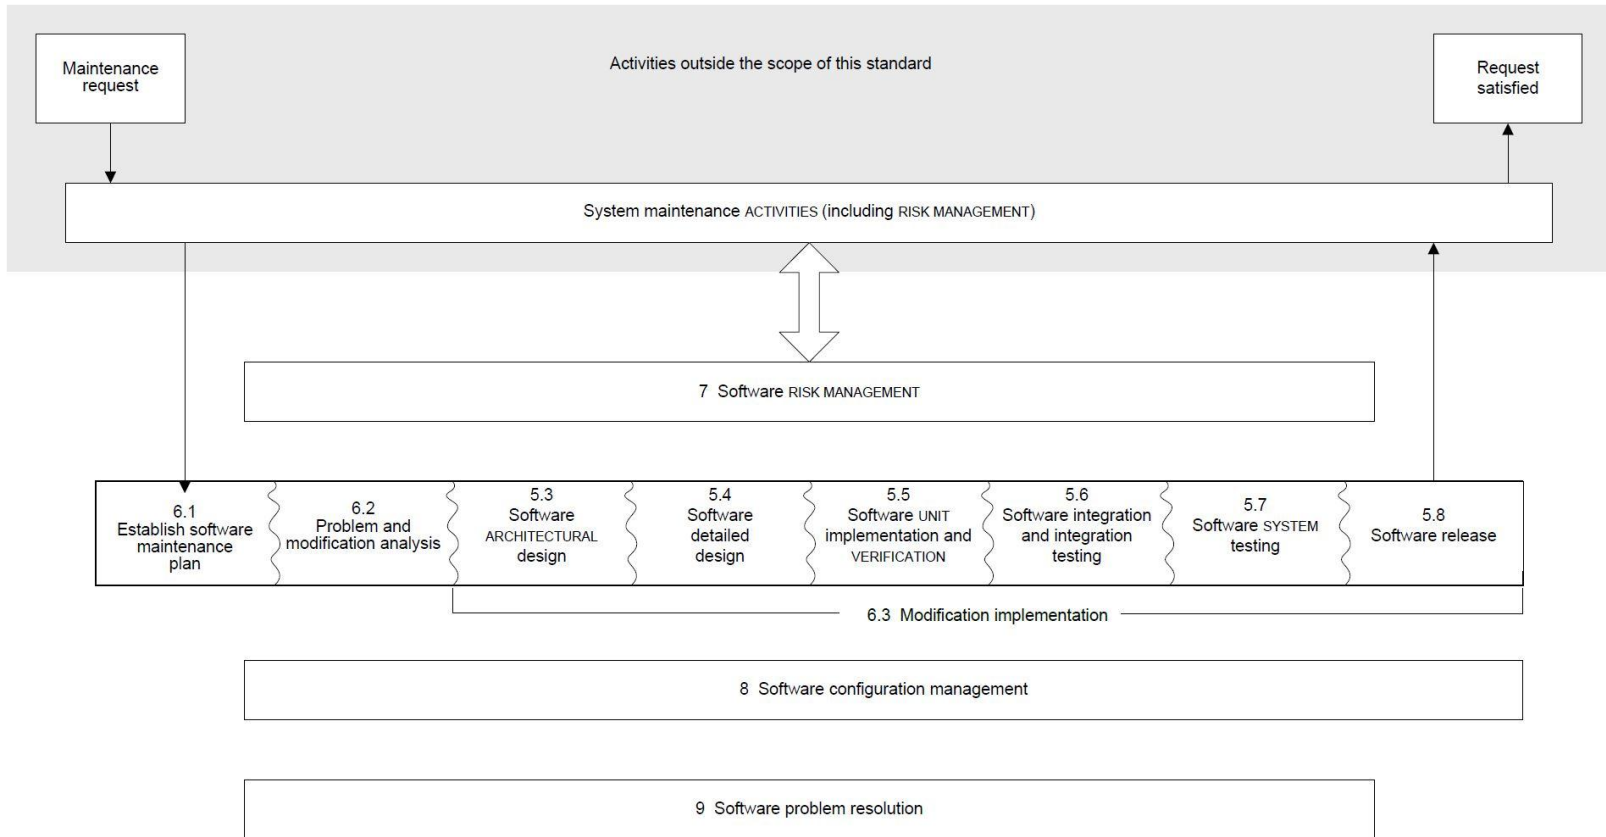 Maintenance
request
Activities outside the scope of this standard
Request
satisfied
System maintenance ACTIVITIES (including RISK MANAGEMENT)
7 Software RISK MANAGEMENT
6.1
Establish software
maintenance
plan
6.2
Problem and
modification analysis
5.3
Software
ARCHITECTURAL
design
5.4
Software
detailed
design
5.5
Software UNIT
implementation and
VERIFICATION
5.6
Software integration
and integration
testing
5.7
Software SYSTEM
testing
5.8
Software release
6.3 Modification implementation
8 Software configuration management
9 Software problem resolution